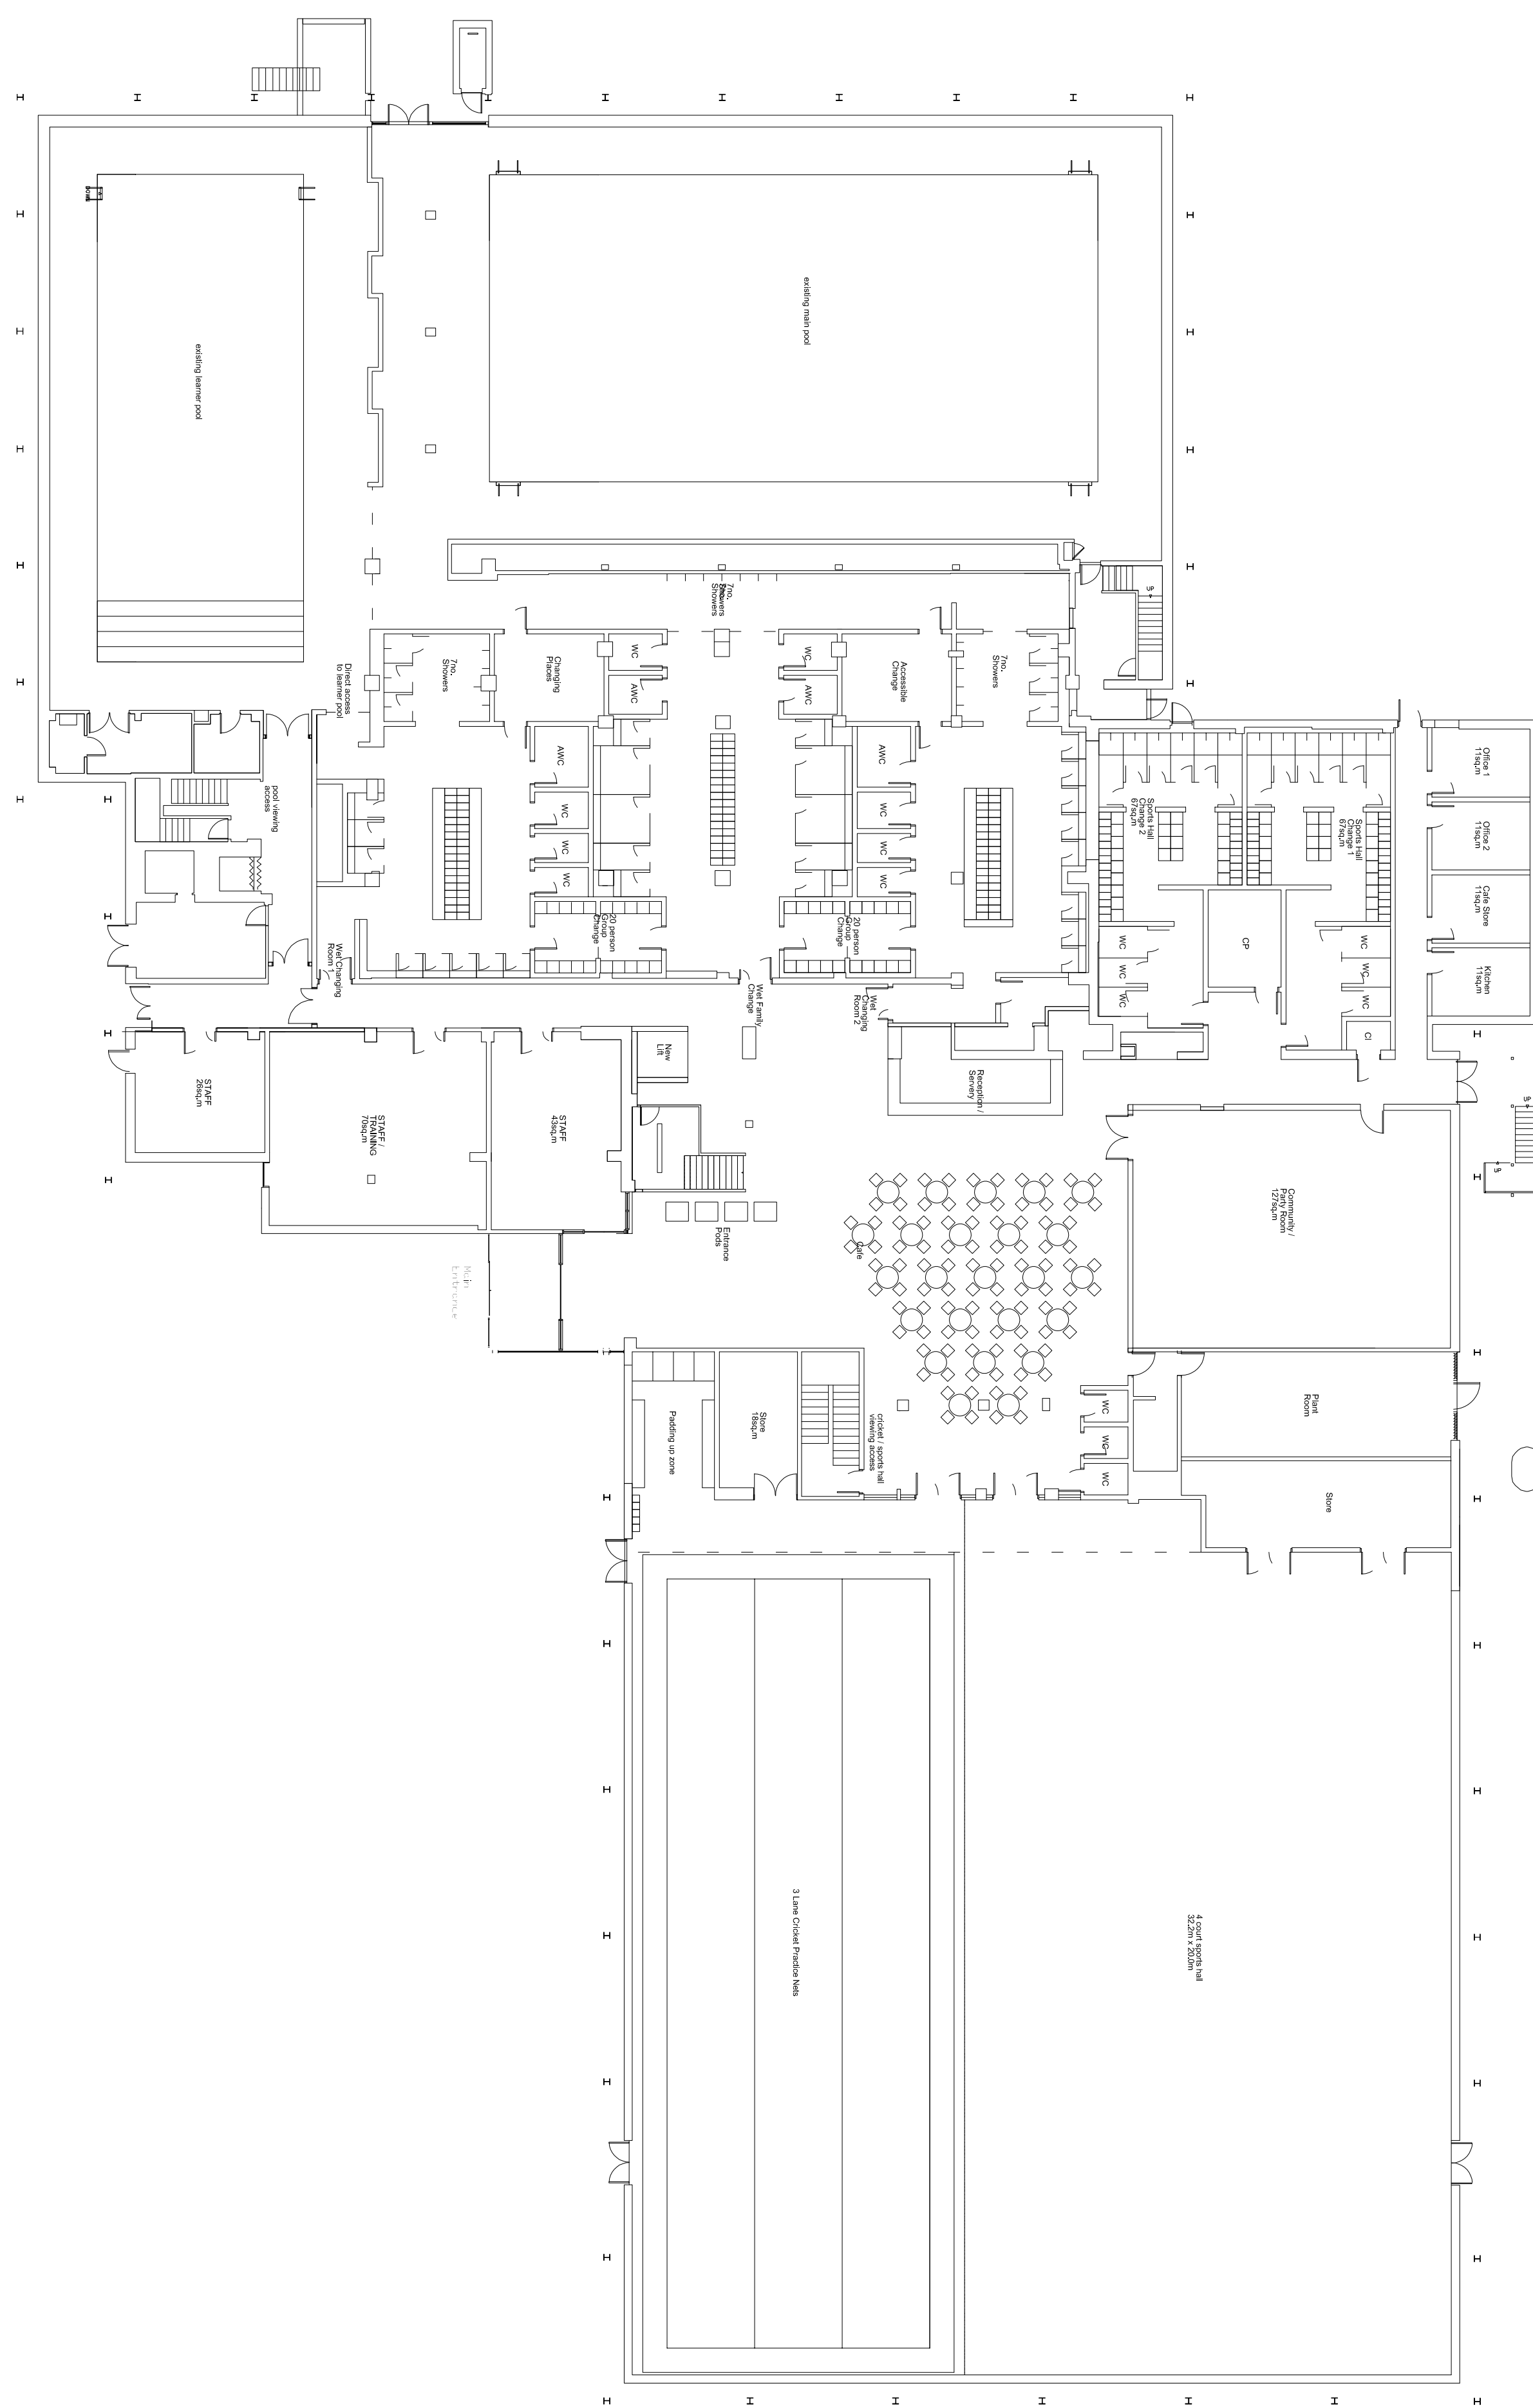 existing main pool
existing learner pool
DOWN
UP
7no.
Showers
7no.
Showers
Changing
Places
WC
AWC
WC
AWC
Accessible
Change
7no.
Showers
Direct access
to learner pool
AWC
WC
WC
WC
AWC
WC
WC
WC
20 person
Group
Change
20 person
Group
Change
pool viewing
access
Wet Changing
Room 1
Wet Family
Change
Wet
Changing
Room 2
Sports Hall
Change 2
67sq.m
Sports Hall
Change 1
67sq.m
WC
WC
WC
CP
WC
WC
WC
Cl
Office 1
11sq.m
Office 2
11sq.m
Cafe Store
11sq.m
Kitchen
11sq.m
New
Lift
Reception /
Servery
STAFF
26sq.m
STAFF /
TRAINING
70sq.m
STAFF
43sq.m
Entrance
Pods
Cafe
Main
Entrance
Community /
Party Room
127sq.m
UP
UP
Padding up zone
Store
18sq.m
cricket / sports hall
viewing access
WC
WC
WC
Plant
Room
Store
3 Lane Cricket Practice Nets
4 court sports hall
32.2m x 20.0m